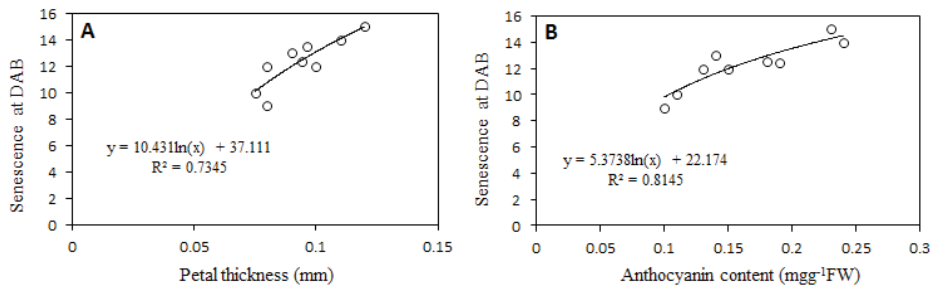 A
Senescence at DAB
16
14
12
10
8
6
4
2
0
y = 10.431ln(x) + 37.111
R² = 0.7345
0 0.05 0.1 0.15
Petal thickness (mm)
B
Senescence at DAB
16
14
12
10
8
6
4
2
0
y = 5.3738ln(x) + 22.174
R² = 0.8145
0 0.1 0.15 0.2 0.25 0.3
Anthocyanin content (mgg⁻¹FW)